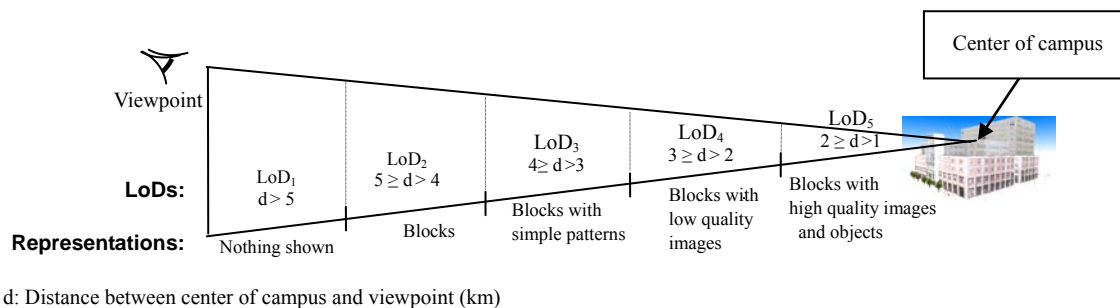 Center of campus
Viewpoint
LoDs:
LoD₁
d> 5
LoD₂
5 ≥ d> 4
LoD₃
4≥ d>3
LoD₄
3 ≥ d> 2
LoD₅
2 ≥ d>1
Representations:
Nothing shown
Blocks
Blocks with
simple patterns
Blocks with
low quality
images
Blocks with
high quality images
and objects
d: Distance between center of campus and viewpoint (km)